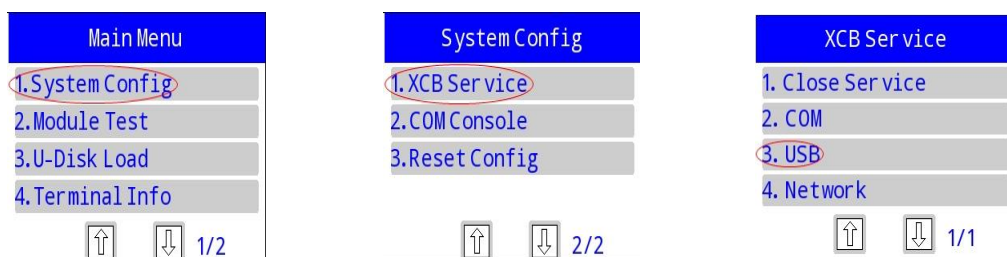 Main Menu
1.System Config
2.Module Test
3.U-Disk Load
4.Terminal Info
1/2
System Config
1. XCB Service
2.COM Console
3.Reset Config
2/2
XCB Service
1. Close Service
2. COM
3. USB
4. Network
1/1